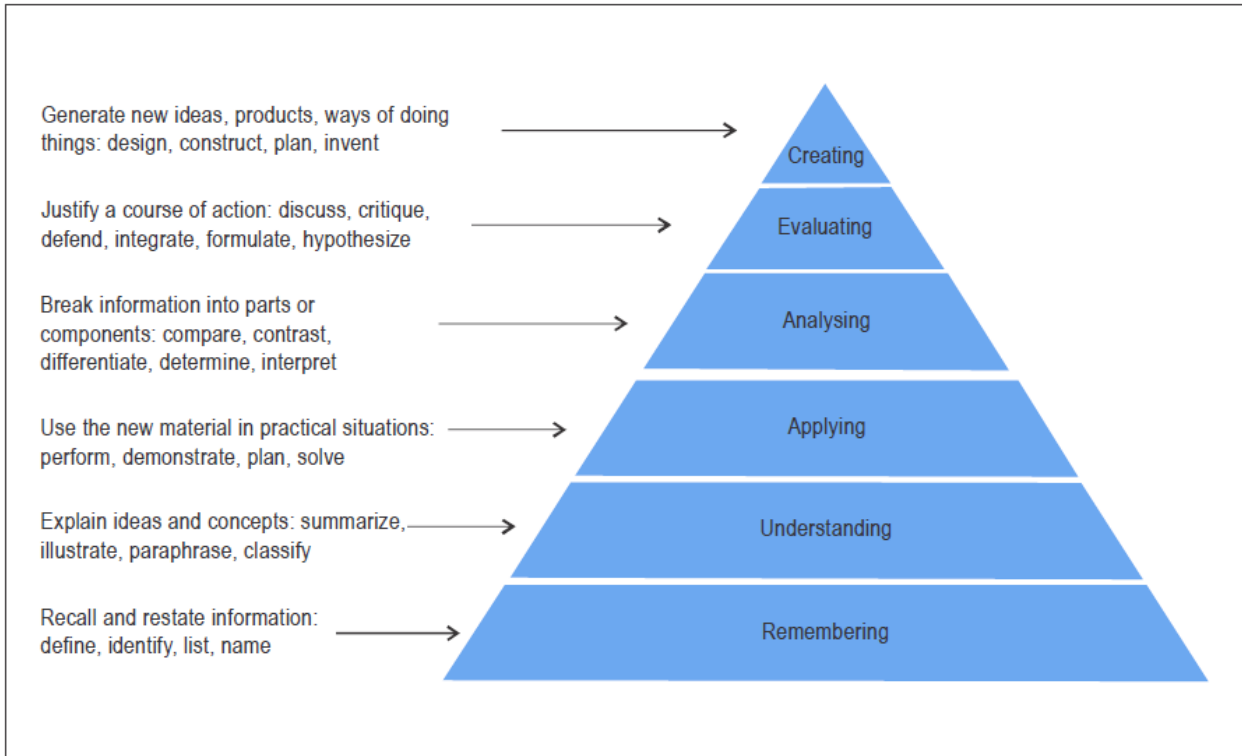 Generate new ideas, products, ways of doing
things: design, construct, plan, invent
Creating
Justify a course of action: discuss, critique,
defend, integrate, formulate, hypothesize
Evaluating
Break information into parts or
components: compare, contrast,
differentiate, determine, interpret
Analysing
Use the new material in practical situations:
perform, demonstrate, plan, solve
Applying
Explain ideas and concepts: summarize,
illustrate, paraphrase, classify
Understanding
Recall and restate information:
define, identify, list, name
Remembering